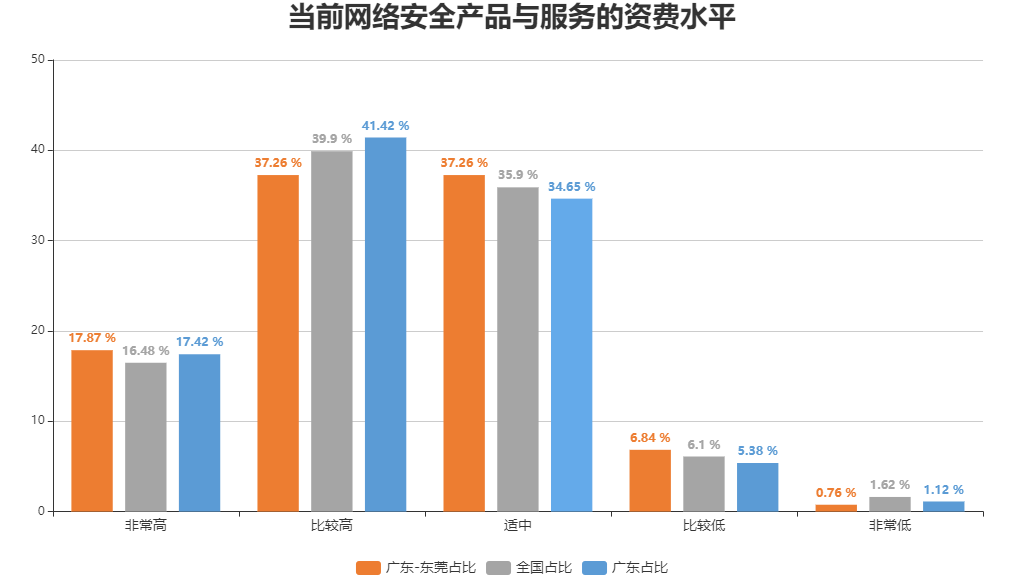 当前网络安全产品与服务的资费水平
50
40
30
20
10
0
17.87 %
16.48 %
17.42 %
37.26 %
39.9 %
41.42 %
37.26 %
35.9 %
34.65 %
6.84 %
6.1 %
5.38 %
0.76 %
1.62 %
1.12 %
非常高
比较高
适中
比较低
非常低
广东-东莞占比
全国占比
广东占比